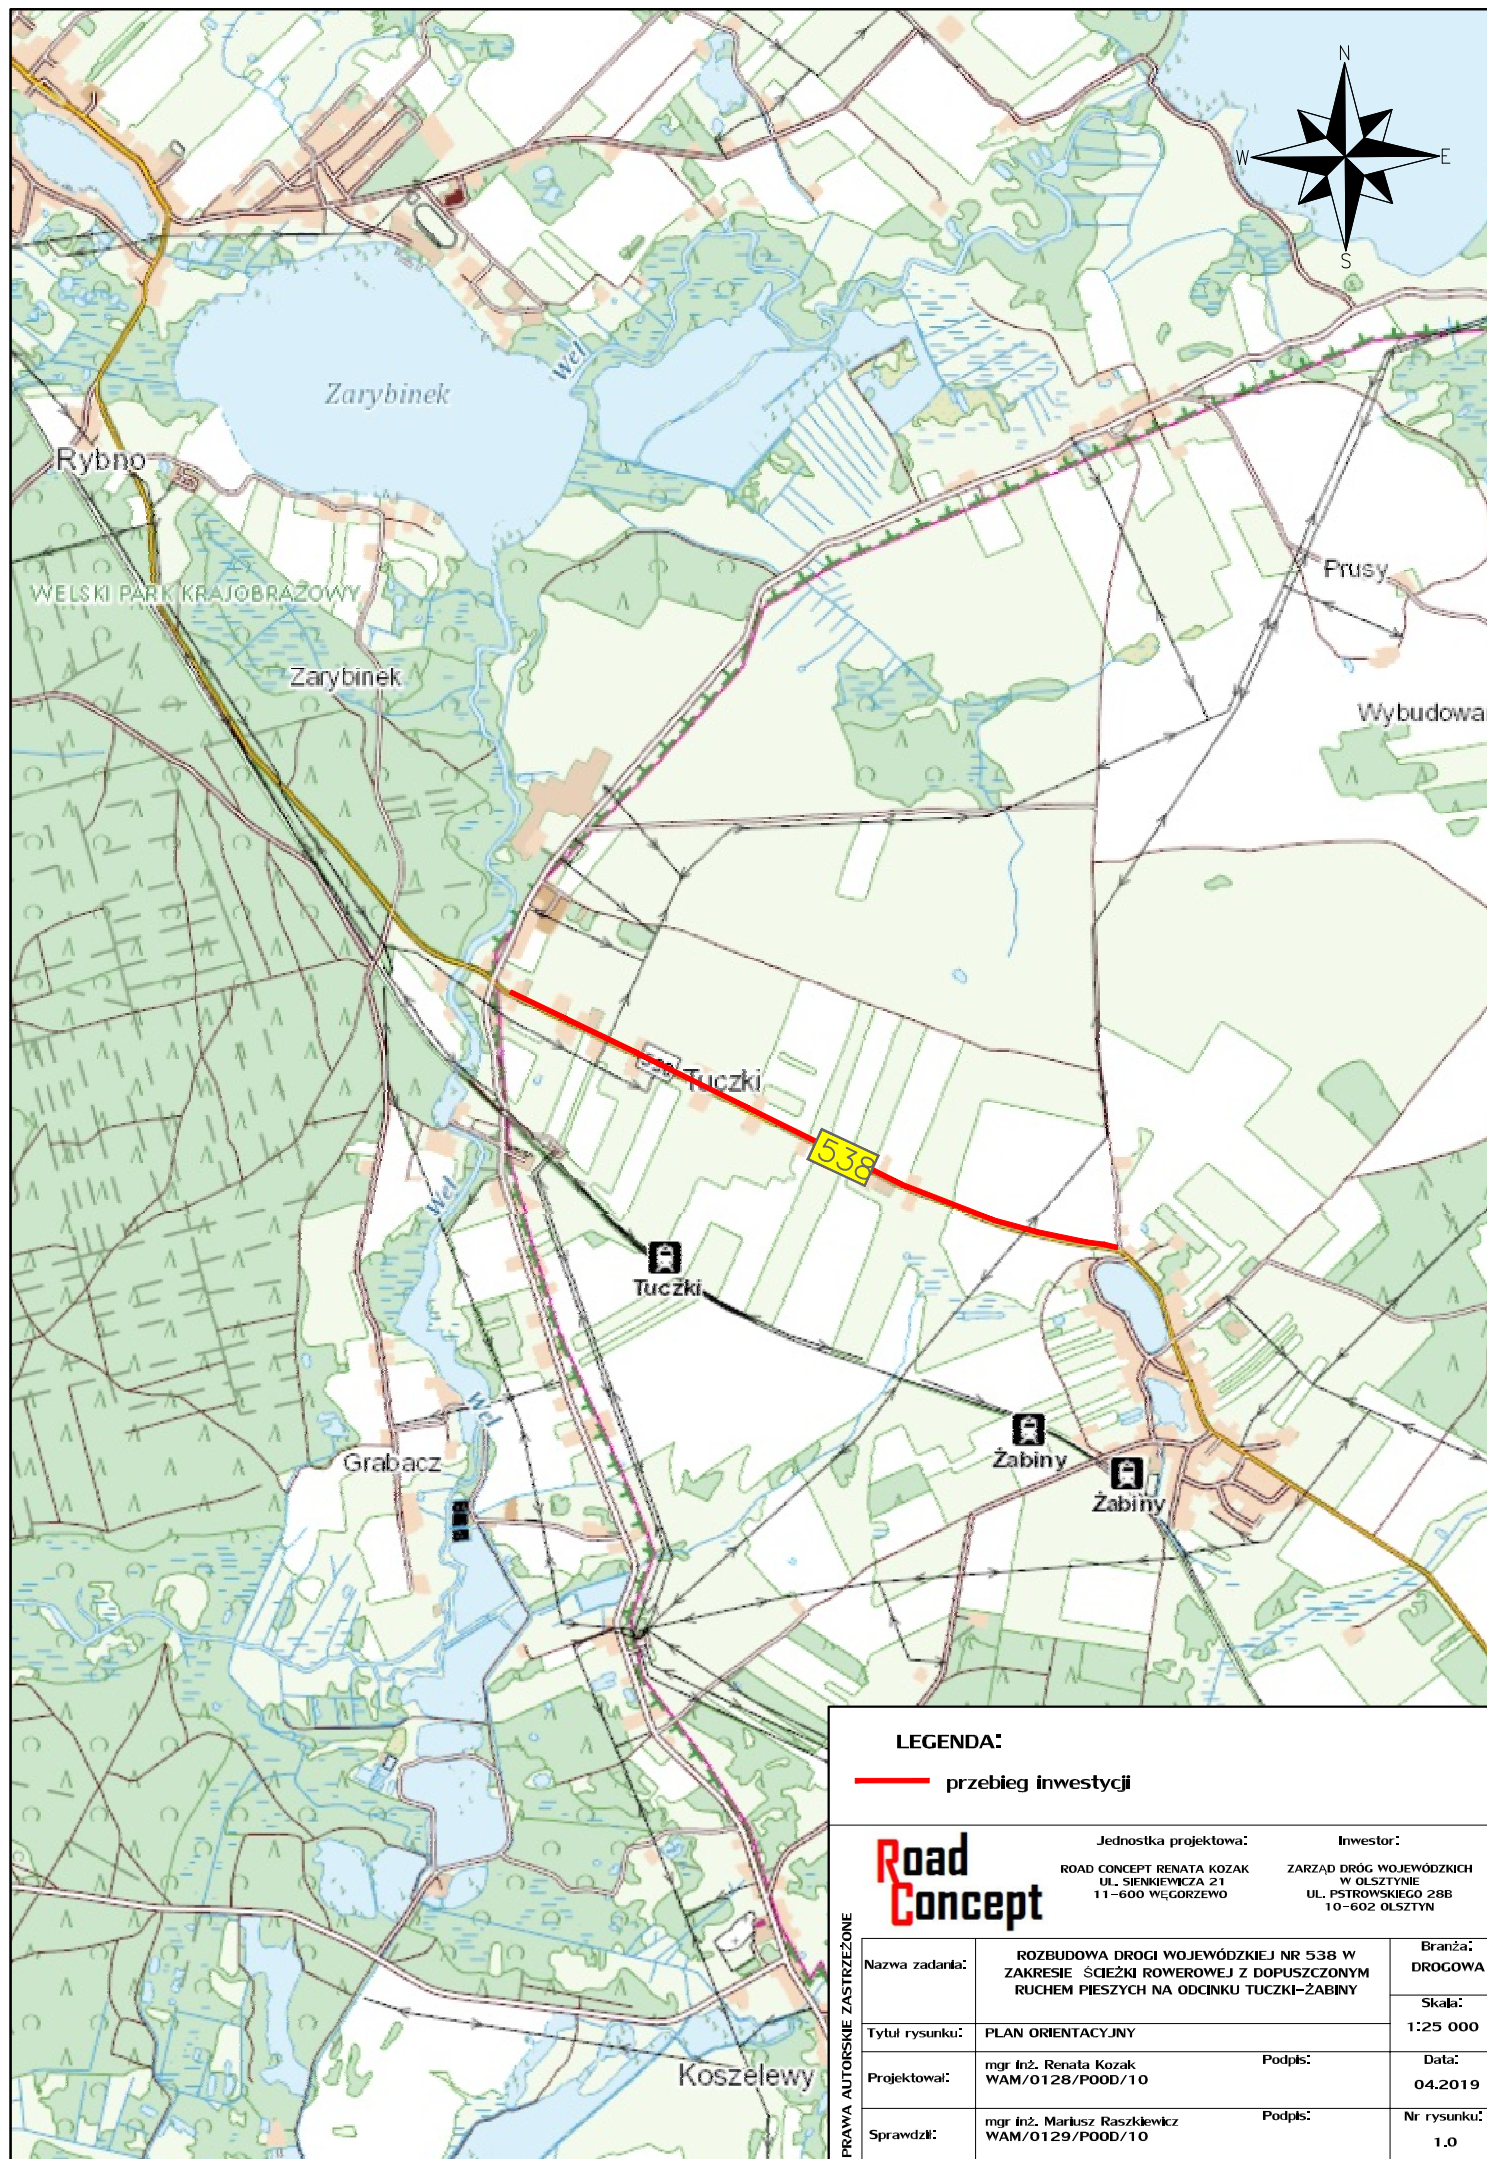 N
W
E
S
Wel
Zarybinek
Rybno
Prusy
WELSKI PARK KRAJOBRAZOWY
Zarybinek
Tuczki
538
Wel
Tuczki
Wel
Żabiny
Grabacz
Żabiny
Koszelewy
LEGENDA:
przebieg inwestycji
Road
Concept
Jednostka projektowa:
ROAD CONCEPT RENATA KOZAK
UL. SIENKIEWICZA 21
11-600 WĘGORZEWO
Inwestor:
ZARZĄD DRÓG WOJEWÓDZKICH
W OLSZTYNIE
UL. PSTROWSKIEGO 28B
10-602 OLSZTYN
PRAWA AUTORSKIE ZASTRZEŻONE
Nazwa zadania:
ROZBUDOWA DROGI WOJEWÓDZKIEJ NR 538 W
ZAKRESIE ŚCIEŻKI ROWEROWEJ Z DOPUSZCZONYM
RUCHEM PIESZYCH NA ODCINKU TUCZKI-ŻABINY
Branża:
DROGOWA
Skala:
1:25 000
Tytuł rysunku:
PLAN ORIENTACYJNY
Projektował:
mgr inż. Renata Kozak
WAM/0128/POOD/10
Podpis:
Data:
04.2019
Sprawdził:
mgr inż. Mariusz Raszkiewicz
WAM/0129/POOD/10
Podpis:
Nr rysunku:
1.0